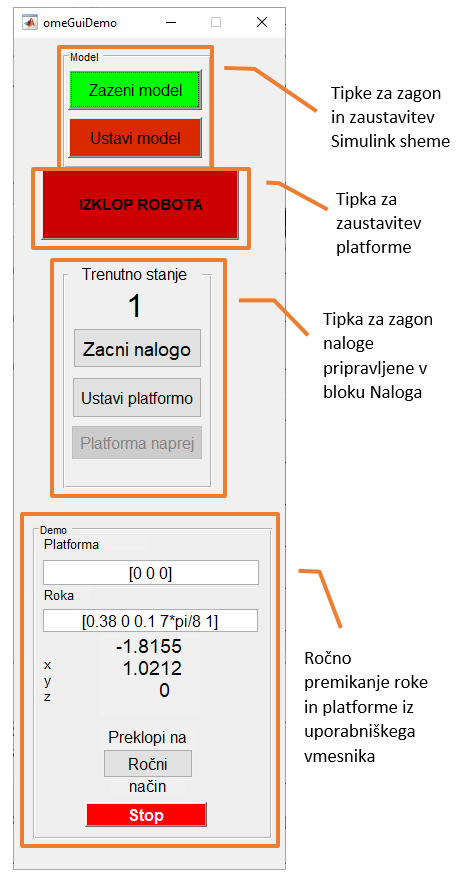 omeGuiDemo
Model
Zazeni model
Ustavi model
IZKLOP ROBOTA
Trenutno stanje
1
Zacni nalogo
Ustavi platformo
Platforma naprej
Demo
Platforma
[0 0 0]
Roka
[0.38 0 0.1 7*pi/8 1]
-1.8155
x 1.0212
y 0
z
Preklopi na
Ročni
način
Stop
Tipke za zagon
in zaustavitev
Simulink sheme
Tipka za
zaustavitev
platforme
Tipka za zagon
naloge
pripravljene v
bloku Naloga
Ročno
premikanje roke
in platforme iz
uporabniškega
vmesnika